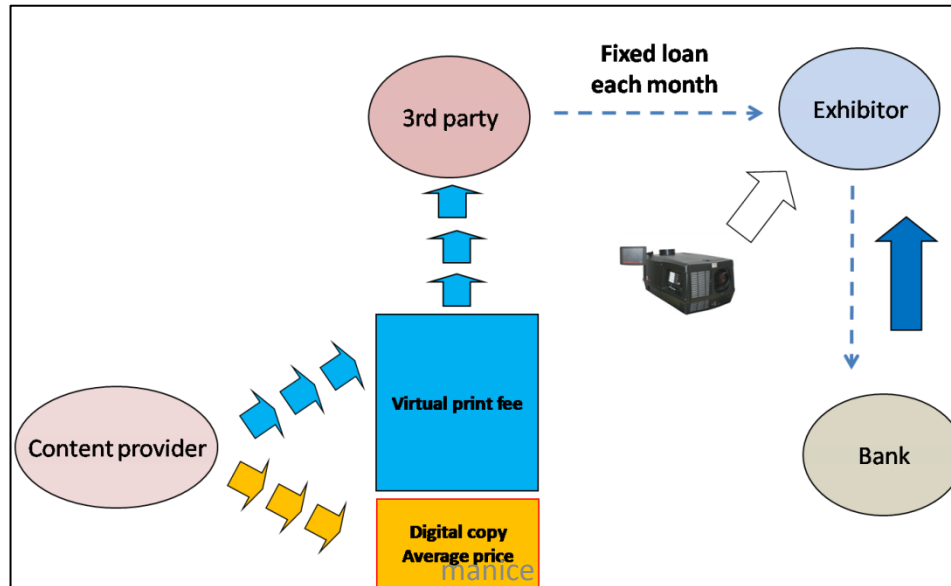 Fixed loan
each month
3rd party
Exhibitor
Virtual print fee
Content provider
Bank
Digital copy
Average price
manice